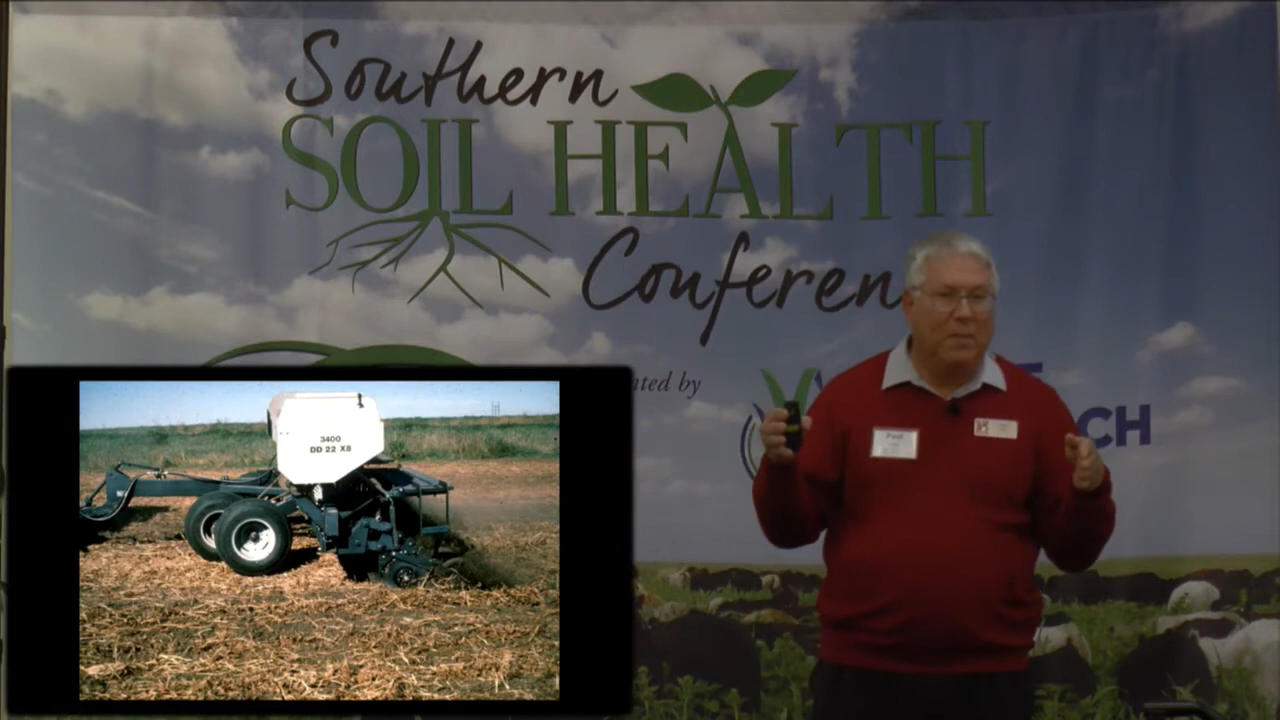 Southern
SOIL HEALTH
Conferen
ated by
CH
Paul
3400
DD 22 X8